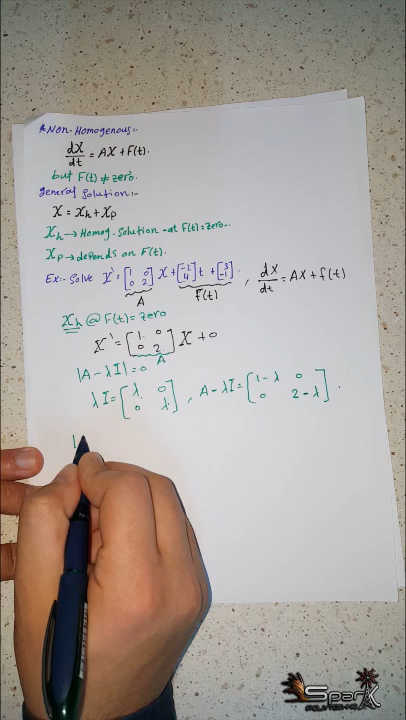 * Non-Homogenous:-
dX/dt = AX + F(t).
but F(t) ≠ zero.
general solution:-
X = Xh + Xp
Xh → Homog. Solution - at F(t) = zero -.
Xp → depends on F(t).
Ex:- Solve X' = [1 0; 0 2] X + [-2; 4] t + [3; -1] , dX/dt = AX + f(t)
A F(t)
Xh @ F(t) = zero
X' = [1 0; 0 2] X + 0
A
|A - λI| = 0
λI = [λ 0; 0 λ] , A - λI = [1-λ 0; 0 2-λ] .
Spark